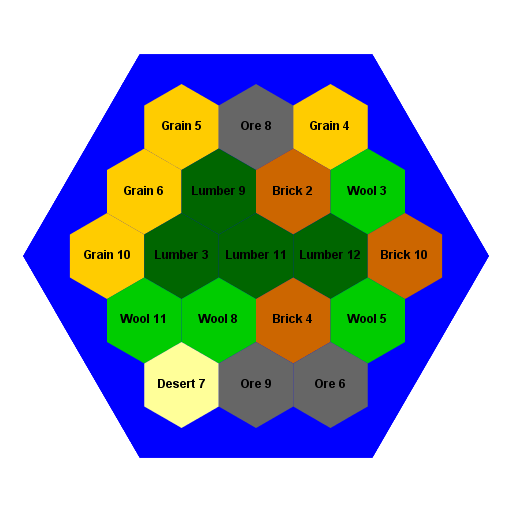 Grain 5 Ore 8 Grain 4
Grain 6 Lumber 9 Brick 2 Wool 3
Grain 10 Lumber 3 Lumber 11 Lumber 12 Brick 10
Wool 11 Wool 8 Brick 4 Wool 5
Desert 7 Ore 9 Ore 6